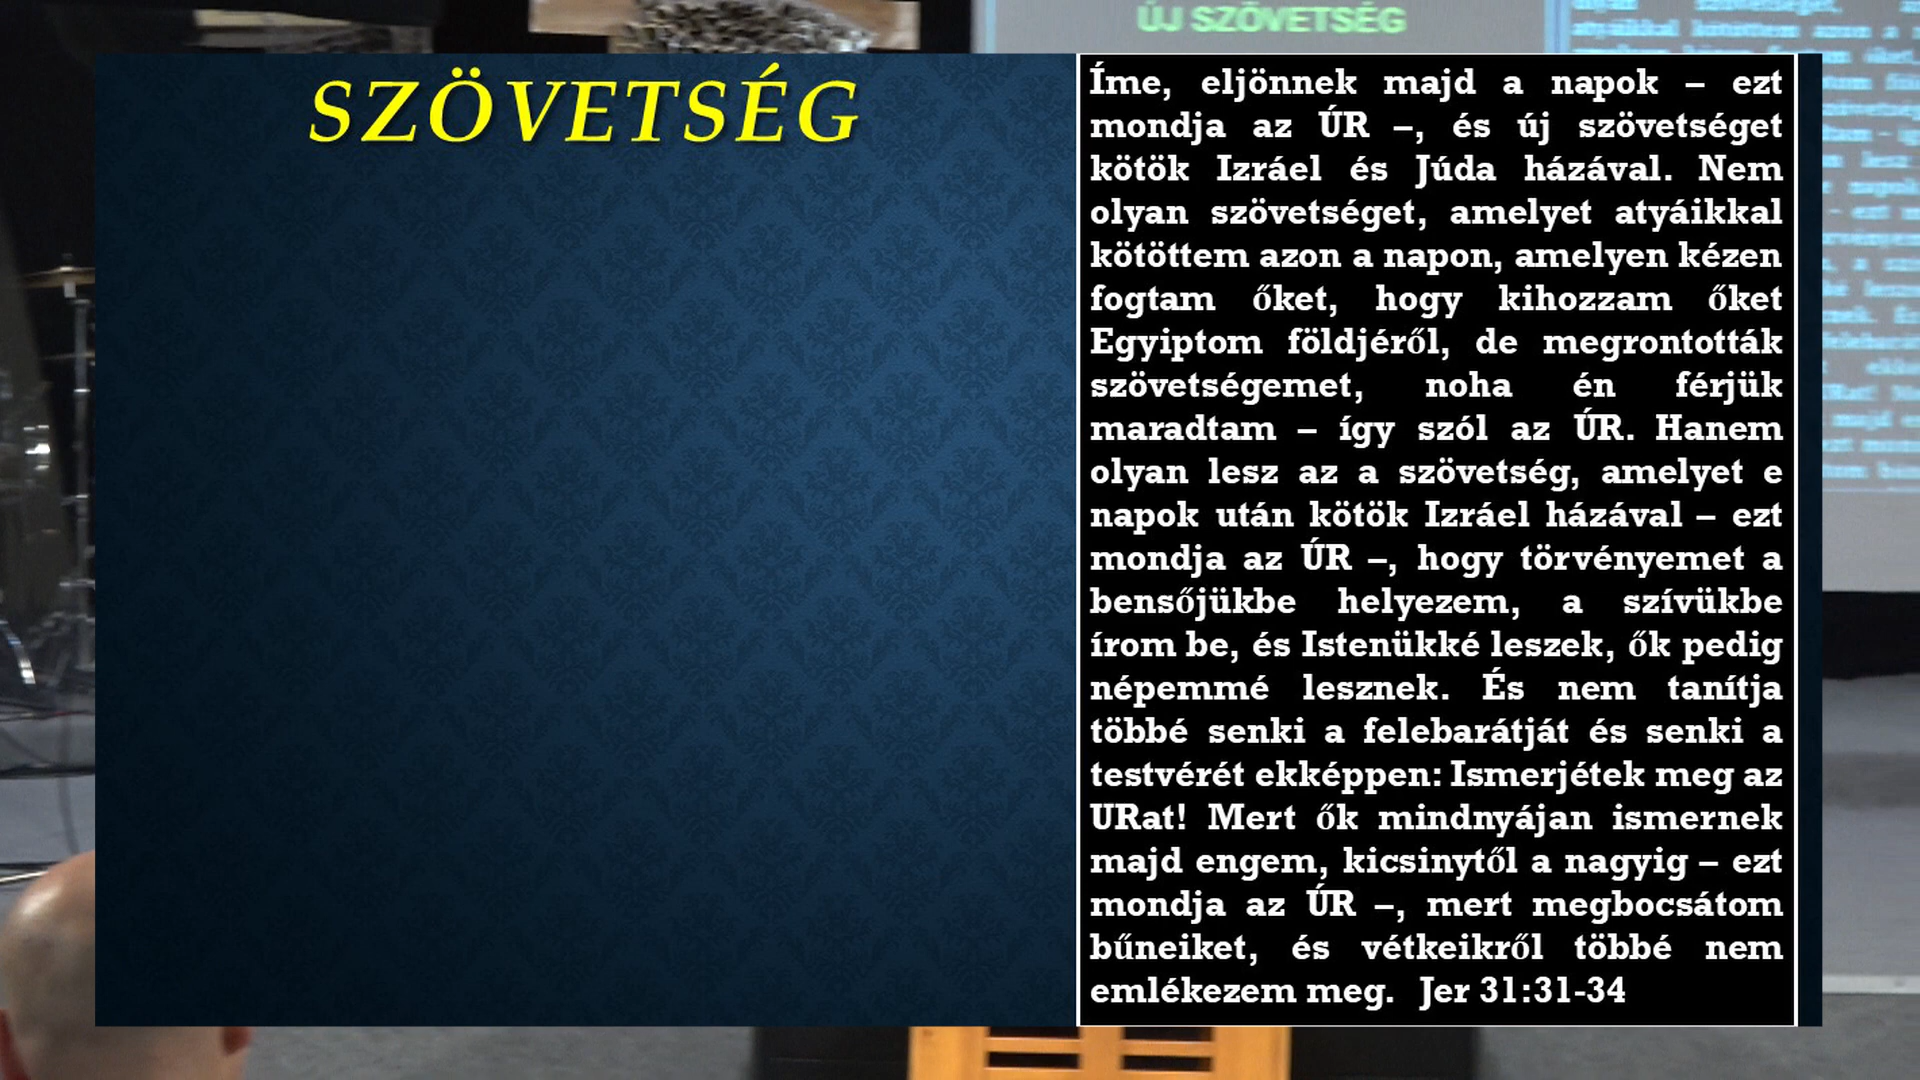 ÚJ SZÖVETSÉG
SZÖVETSÉG
Íme, eljönnek majd a napok – ezt
mondja az ÚR –, és új szövetséget
kötök Izráel és Júda házával. Nem
olyan szövetséget, amelyet atyáikkal
kötöttem azon a napon, amelyen kézen
fogtam őket, hogy kihozzam őket
Egyiptom földjéről, de megrontották
szövetségemet, noha én férjük
maradtam – így szól az ÚR. Hanem
olyan lesz az a szövetség, amelyet e
napok után kötök Izráel házával – ezt
mondja az ÚR –, hogy törvényemet a
bensőjükbe helyezem, a szívükbe
írom be, és Istenükké leszek, ők pedig
népemmé lesznek. És nem tanítja
többé senki a felebarátját és senki a
testvérét ekképpen: Ismerjétek meg az
URat! Mert ők mindnyájan ismernek
majd engem, kicsinytől a nagyig – ezt
mondja az ÚR –, mert megbocsátom
bűneiket, és vétkeikről többé nem
emlékezem meg. Jer 31:31-34